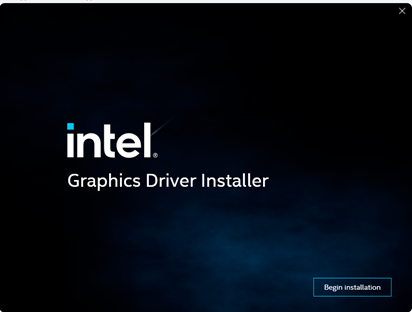 intel®
Graphics Driver Installer
Begin installation